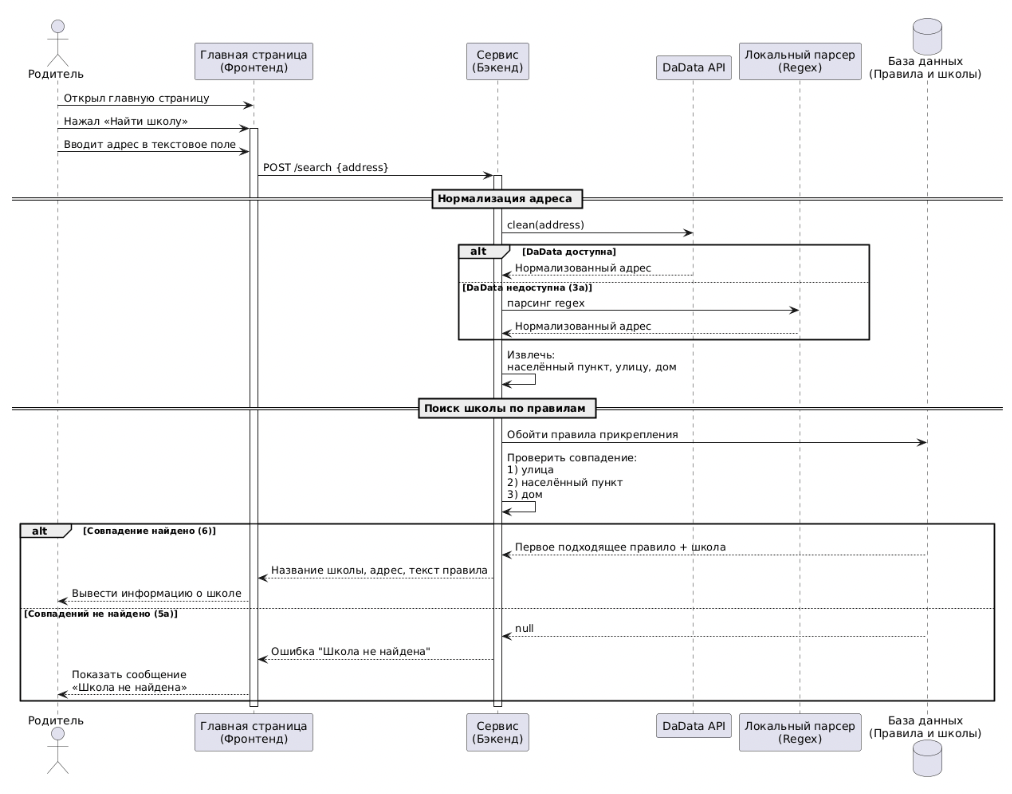 Родитель
Главная страница
(Фронтенд)
Сервис
(Бэкенд)
DaData API
Локальный парсер
(Regex)
База данных
(Правила и школы)
Открыл главную страницу
Нажал «Найти школу»
Вводит адрес в текстовое поле
POST /search {address}
Нормализация адреса
clean(address)
alt
[DaData доступна]
Нормализованный адрес
[DaData недоступна (3a)]
парсинг regex
Нормализованный адрес
Извлечь:
населённый пункт, улицу, дом
Поиск школы по правилам
Обойти правила прикрепления
Проверить совпадение:
1) улица
2) населённый пункт
3) дом
alt
[Совпадение найдено (6)]
Первое подходящее правило + школа
Название школы, адрес, текст правила
Вывести информацию о школе
[Совпадений не найдено (5a)]
null
Ошибка "Школа не найдена"
Показать сообщение
«Школа не найдена»
Родитель
Главная страница
(Фронтенд)
Сервис
(Бэкенд)
DaData API
Локальный парсер
(Regex)
База данных
(Правила и школы)